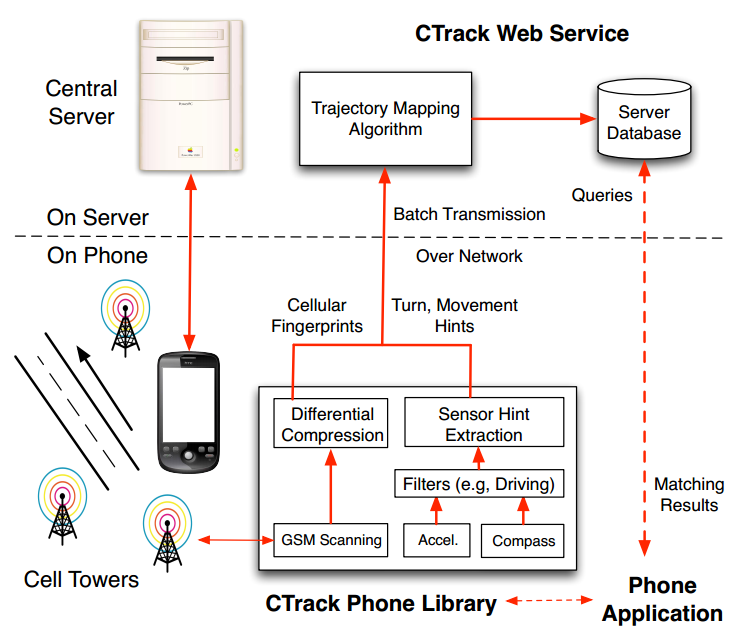 CTrack Web Service
Central
Server
Trajectory Mapping
Algorithm
Server
Database
Queries
On Server
Batch Transmission
On Phone
Over Network
Cellular
Fingerprints
Turn, Movement
Hints
Differential
Compression
Sensor Hint
Extraction
Filters (e.g, Driving)
GSM Scanning
Accel.
Compass
Matching
Results
Cell Towers
CTrack Phone Library
Phone
Application